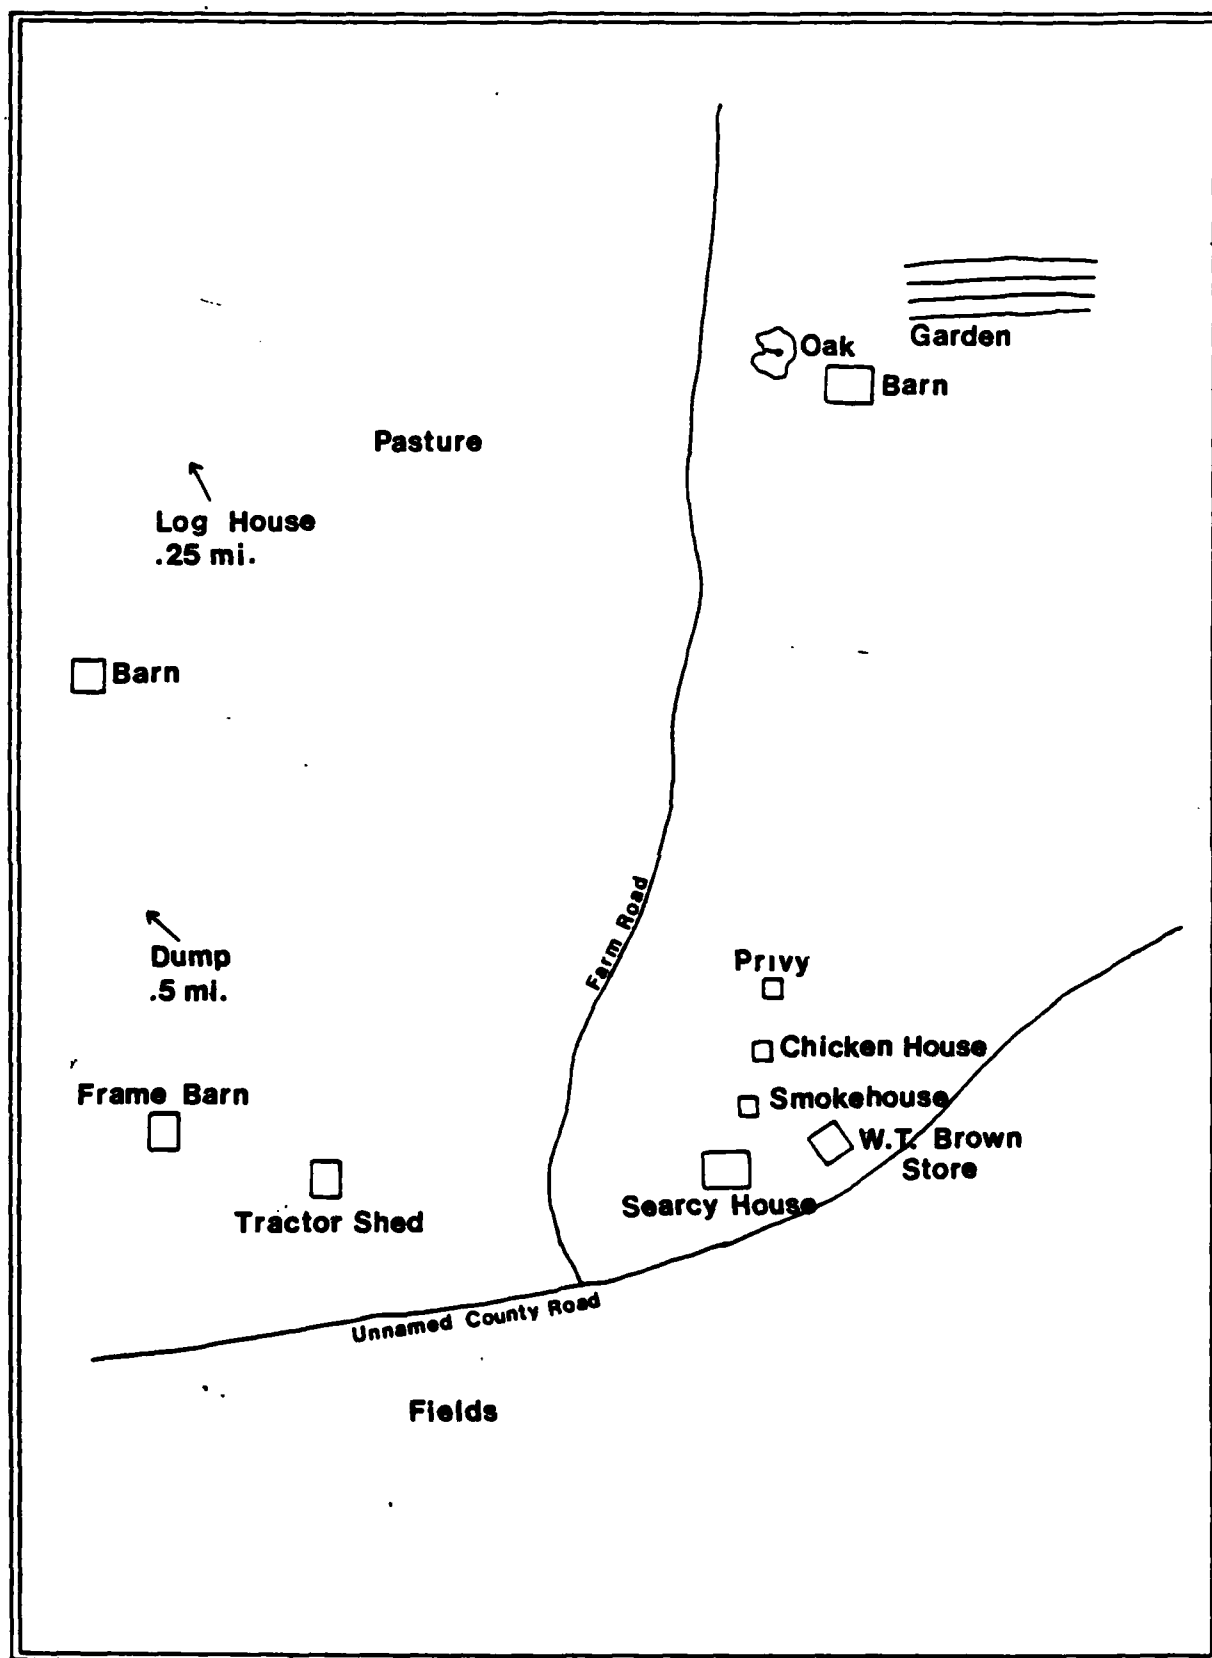 Garden
Oak
Barn
Pasture
Log House
.25 mi.
Barn
Farm Road
Dump
.5 mi.
Privy
Chicken House
Frame Barn
Smokehouse
W.T. Brown
Store
Searcy House
Tractor Shed
Unnamed County Road
Fields